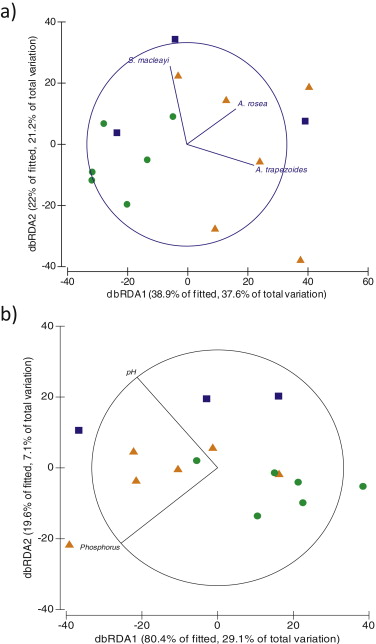 a)
40
20
0
-20
-40
dbRDA2 (22% of fitted, 21.2% of total variation)
S. macleayi
A. rosea
A. trapezoides
-40
-20
0
20
40
60
dbRDA1 (38.9% of fitted, 37.6% of total variation)
b)
40
20
0
-20
-40
dbRDA2 (19.6% of fitted, 7.1% of total variation)
pH
Phosphorus
-40
-20
0
20
40
dbRDA1 (80.4% of fitted, 29.1% of total variation)